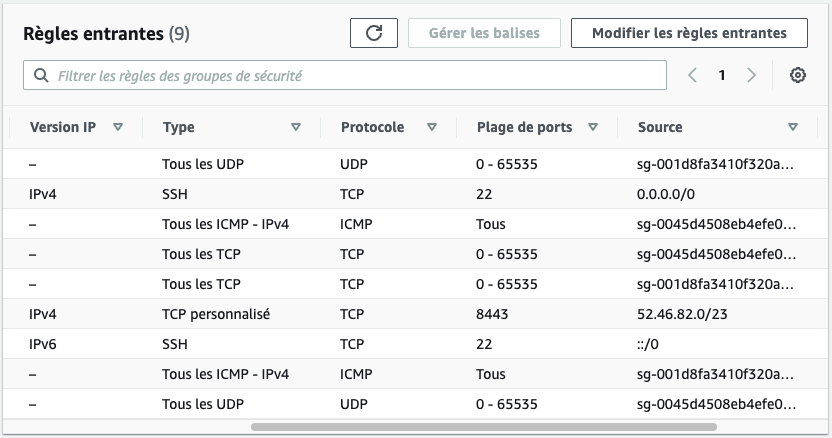 Règles entrantes (9) Gérer les balises Modifier les règles entrantes
Filtrer les règles des groupes de sécurité 1
Version IP Type Protocole Plage de ports Source
– Tous les UDP UDP 0 - 65535 sg-001d8fa3410f320a…
IPv4 SSH TCP 22 0.0.0.0/0
– Tous les ICMP - IPv4 ICMP Tous sg-0045d4508eb4efe0…
– Tous les TCP TCP 0 - 65535 sg-0045d4508eb4efe0…
– Tous les TCP TCP 0 - 65535 sg-001d8fa3410f320a…
IPv4 TCP personnalisé TCP 8443 52.46.82.0/23
IPv6 SSH TCP 22 ::/0
– Tous les ICMP - IPv4 ICMP Tous sg-001d8fa3410f320a…
– Tous les UDP UDP 0 - 65535 sg-0045d4508eb4efe0…